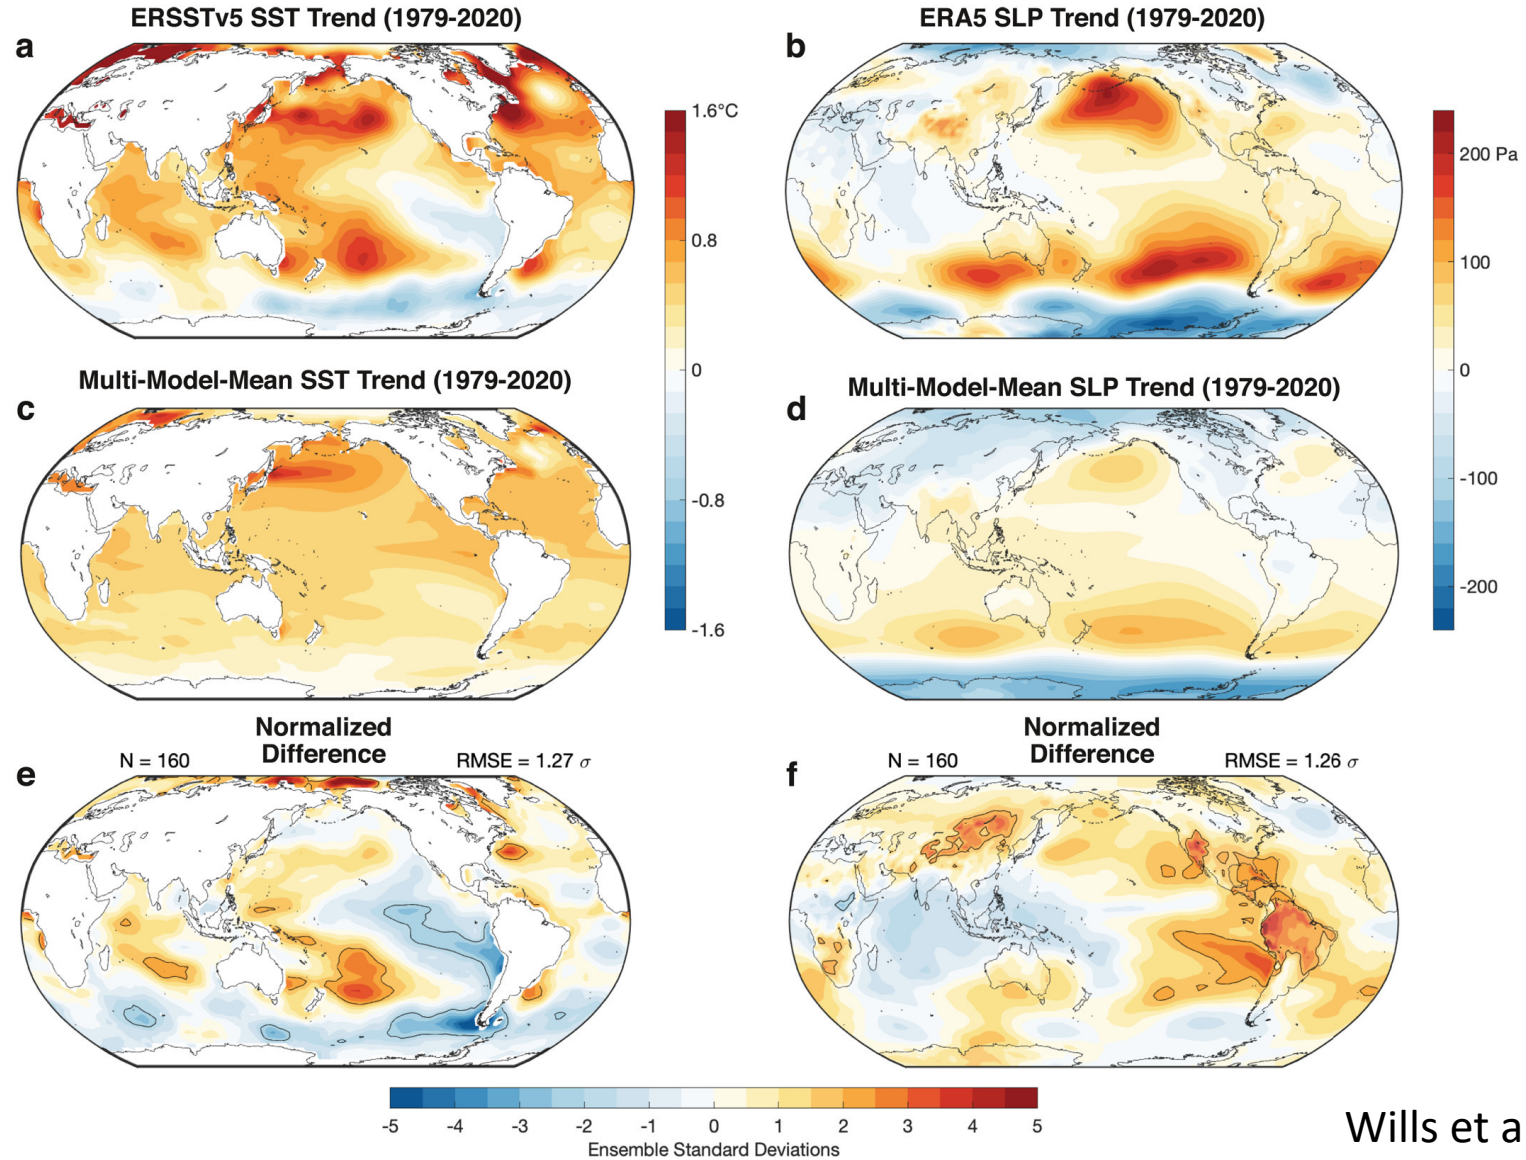 ERSSTv5 SST Trend (1979-2020)
ERA5 SLP Trend (1979-2020)
a
b
1.6°C
0.8
0
-0.8
-1.6
200 Pa
100
0
-100
-200
Multi-Model-Mean SST Trend (1979-2020)
Multi-Model-Mean SLP Trend (1979-2020)
c
d
Normalized
Difference
N = 160
RMSE = 1.27 σ
e
Normalized
Difference
N = 160
RMSE = 1.26 σ
f
-5 -4 -3 -2 -1 0 1 2 3 4 5
Ensemble Standard Deviations
Wills et a